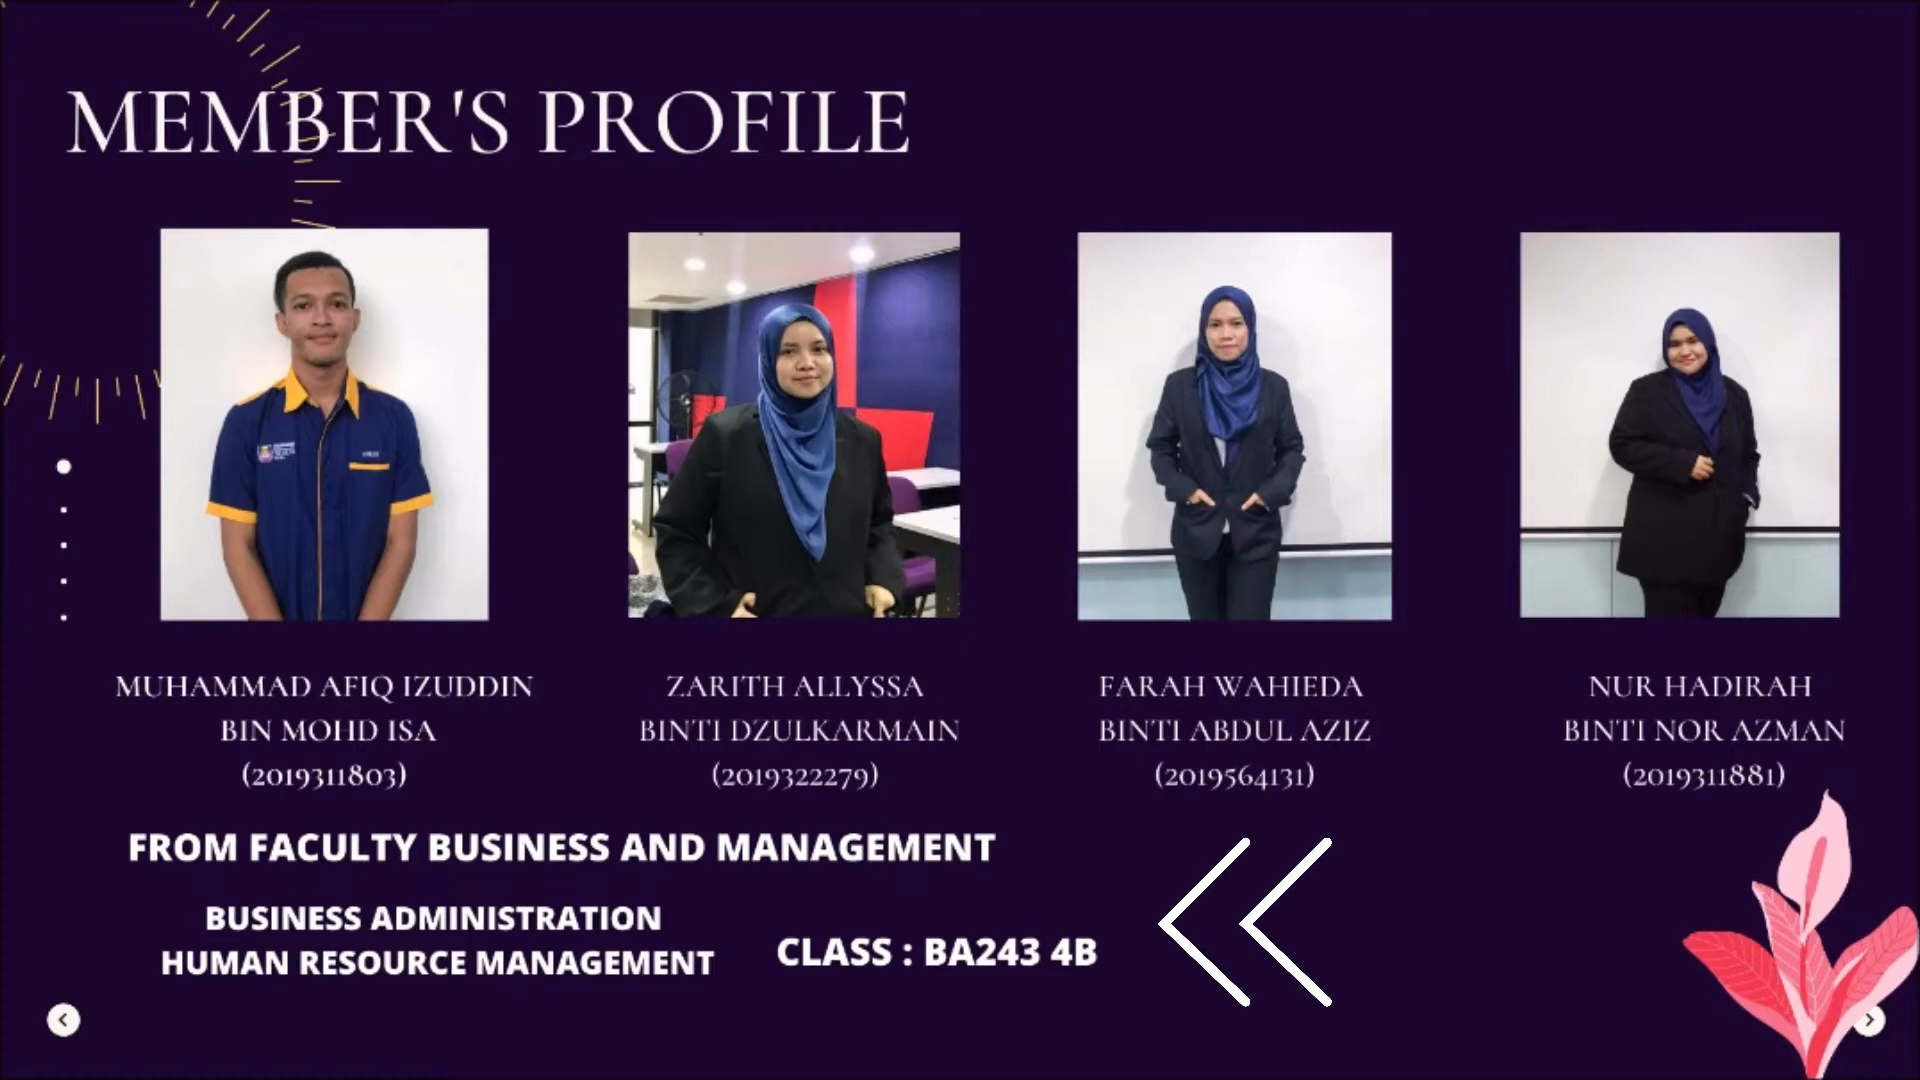 MEMBER'S PROFILE
MUHAMMAD AFIQ IZUDDIN
BIN MOHD ISA
(2019311803)
ZARITH ALLYSSA
BINTI DZULKARMAIN
(2019322279)
FARAH WAHIEDA
BINTI ABDUL AZIZ
(2019564131)
NUR HADIRAH
BINTI NOR AZMAN
(2019311881)
FROM FACULTY BUSINESS AND MANAGEMENT
BUSINESS ADMINISTRATION
HUMAN RESOURCE MANAGEMENT
CLASS : BA243 4B